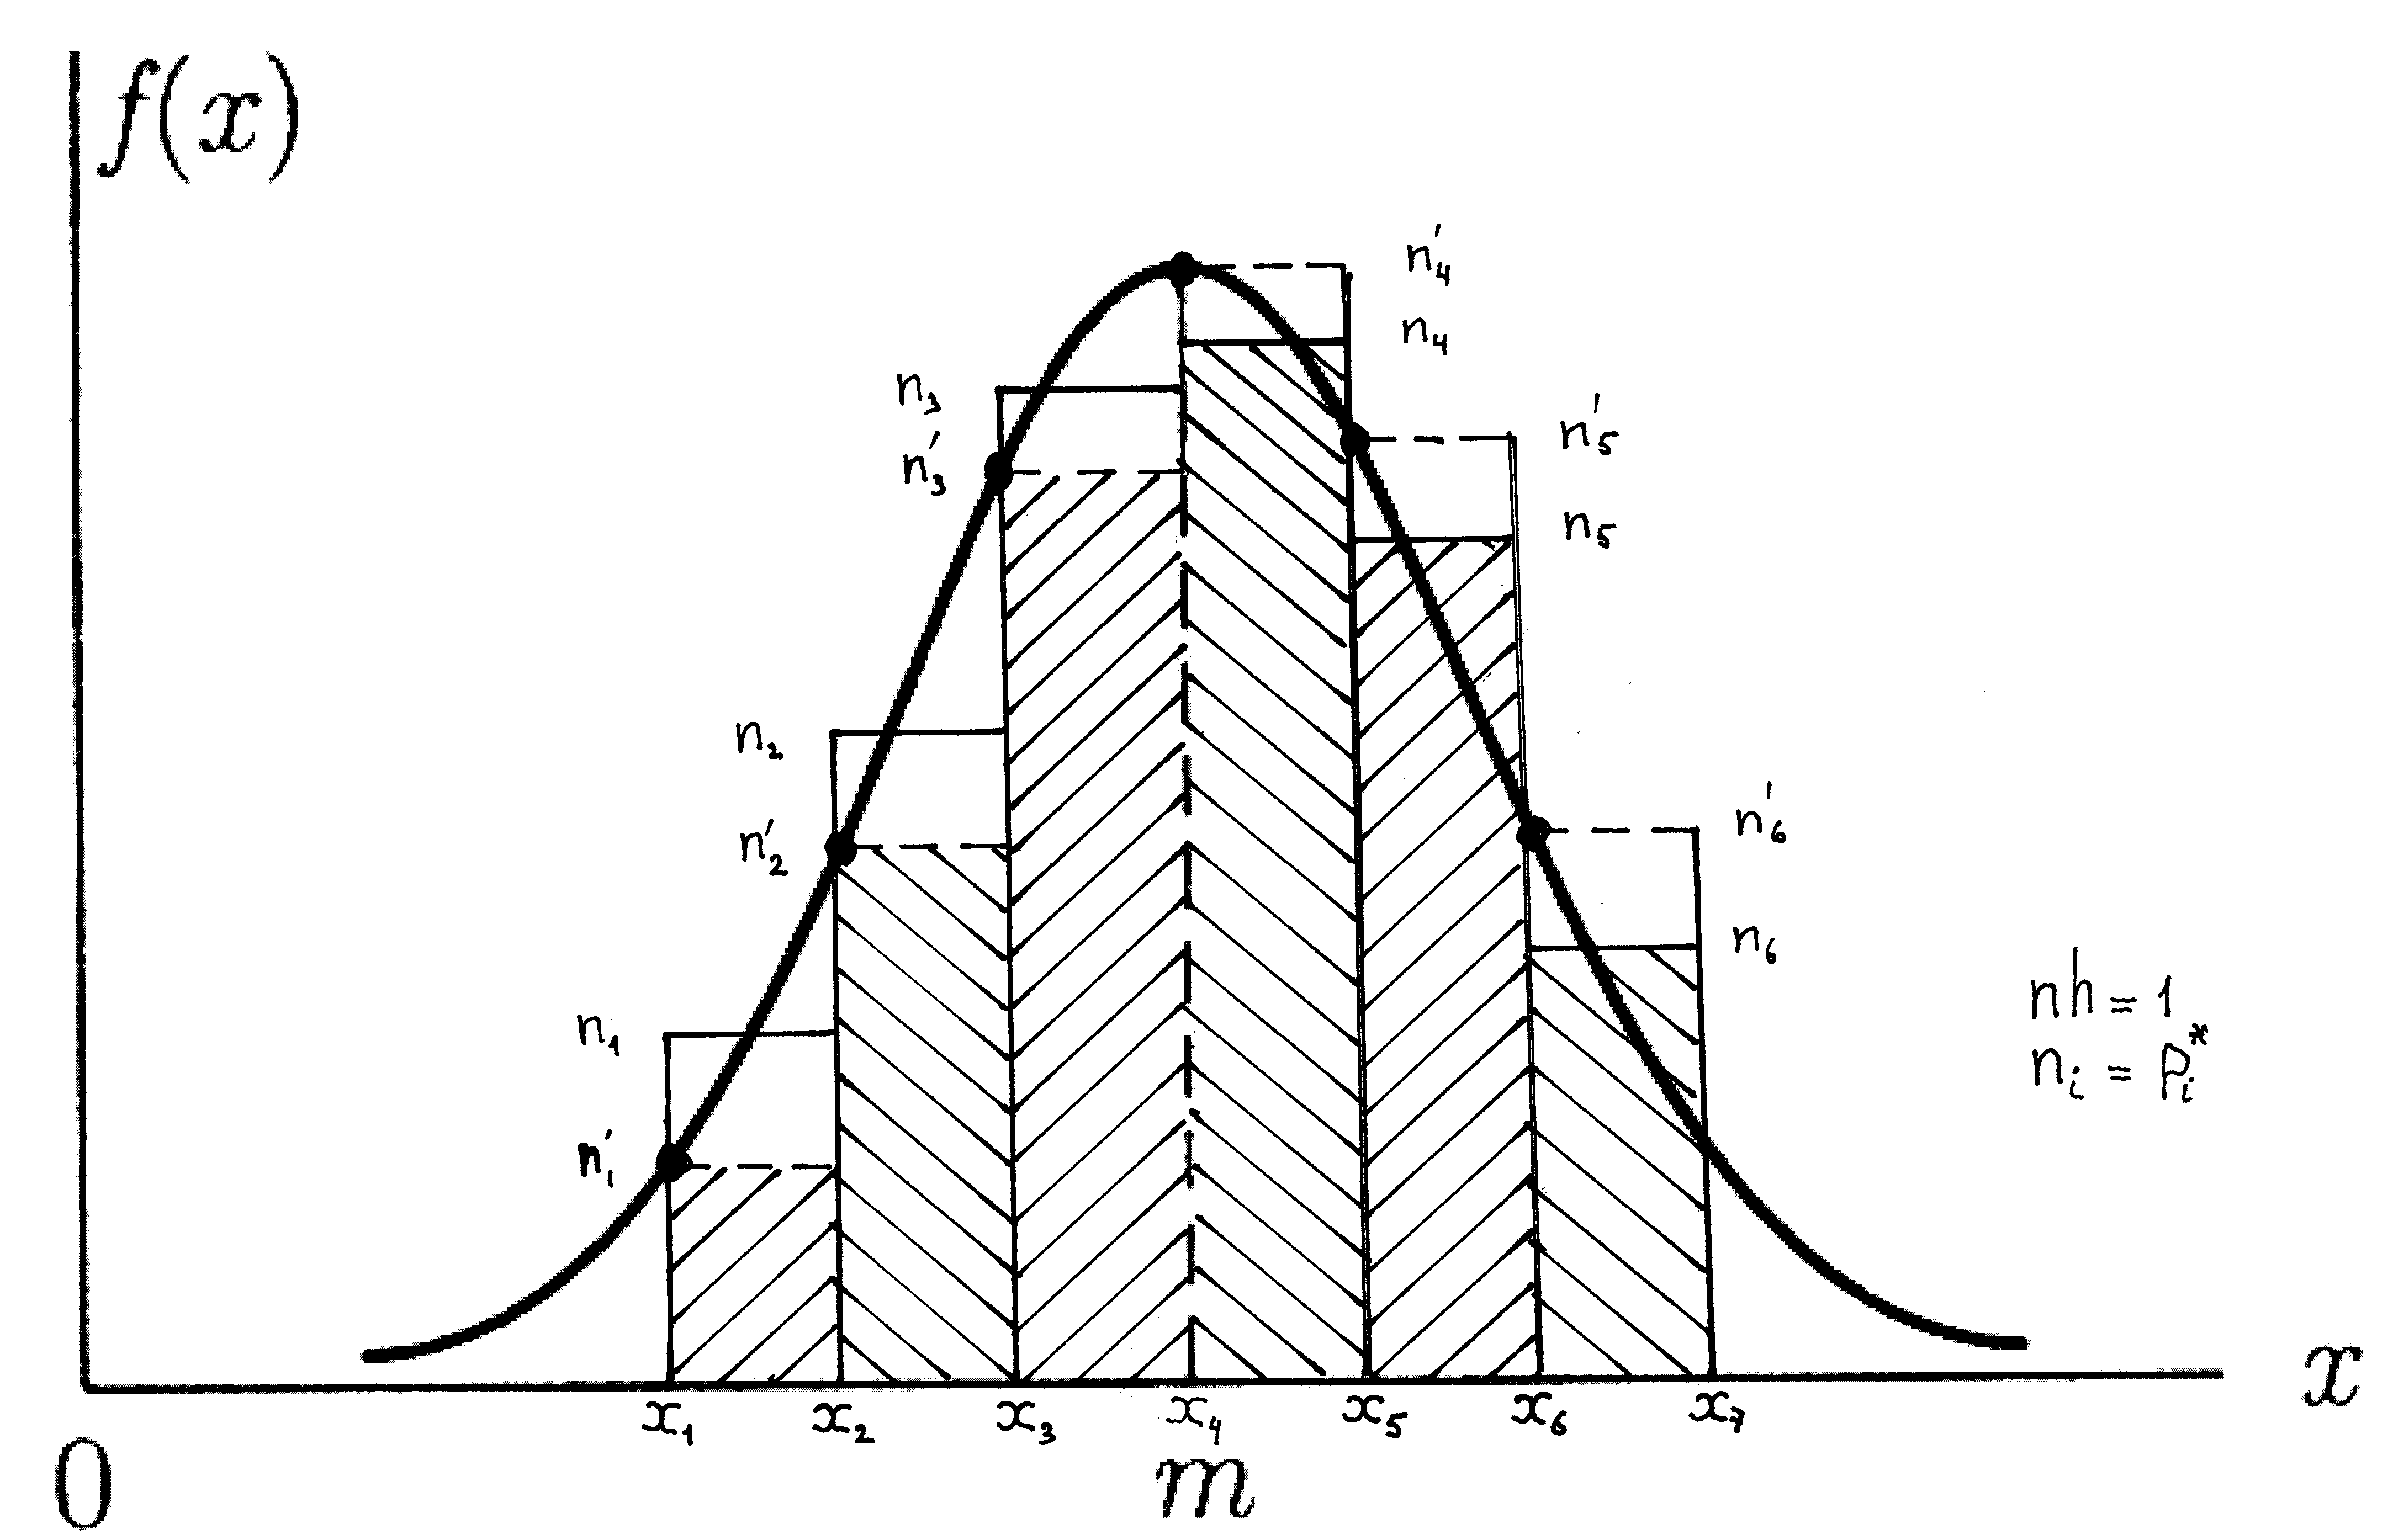 f(x)
n'₄
n₄
n₃
n'₃
n'₅
n₅
n₂
n'₂
n'₆
n₆
n₁
n'₁
nh = 1
nᵢ = pᵢ*
x₁ x₂ x₃ x₄ x₅ x₆ x₇ x
0 m